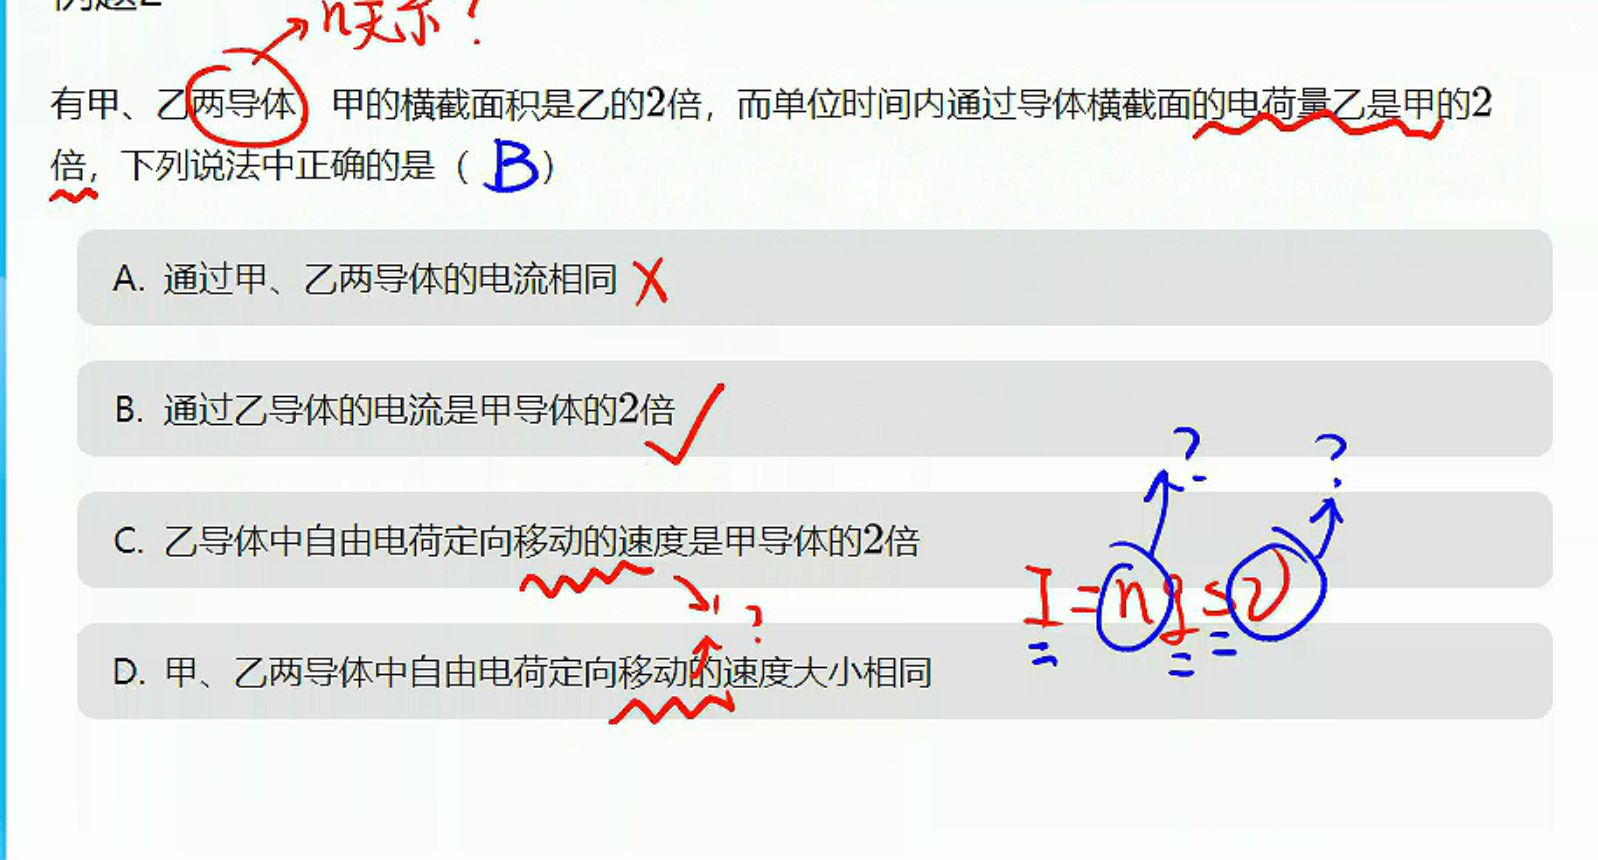 例题2
n关系?
有甲、乙两导体 甲的横截面积是乙的2倍，而单位时间内通过导体横截面的电荷量乙是甲的2
倍，下列说法中正确的是（ B ）
A. 通过甲、乙两导体的电流相同 X
B. 通过乙导体的电流是甲导体的2倍 ✓
? ?
C. 乙导体中自由电荷定向移动的速度是甲导体的2倍
I=nqsv
?
D. 甲、乙两导体中自由电荷定向移动的速度大小相同